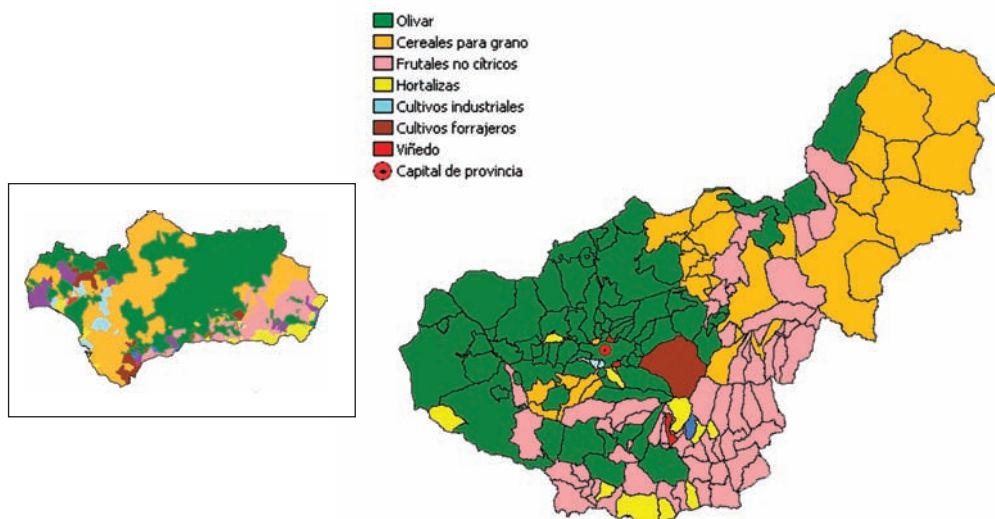 Olivar
Cereales para grano
Frutales no cítricos
Hortalizas
Cultivos industriales
Cultivos forrajeros
Viñedo
Capital de provincia